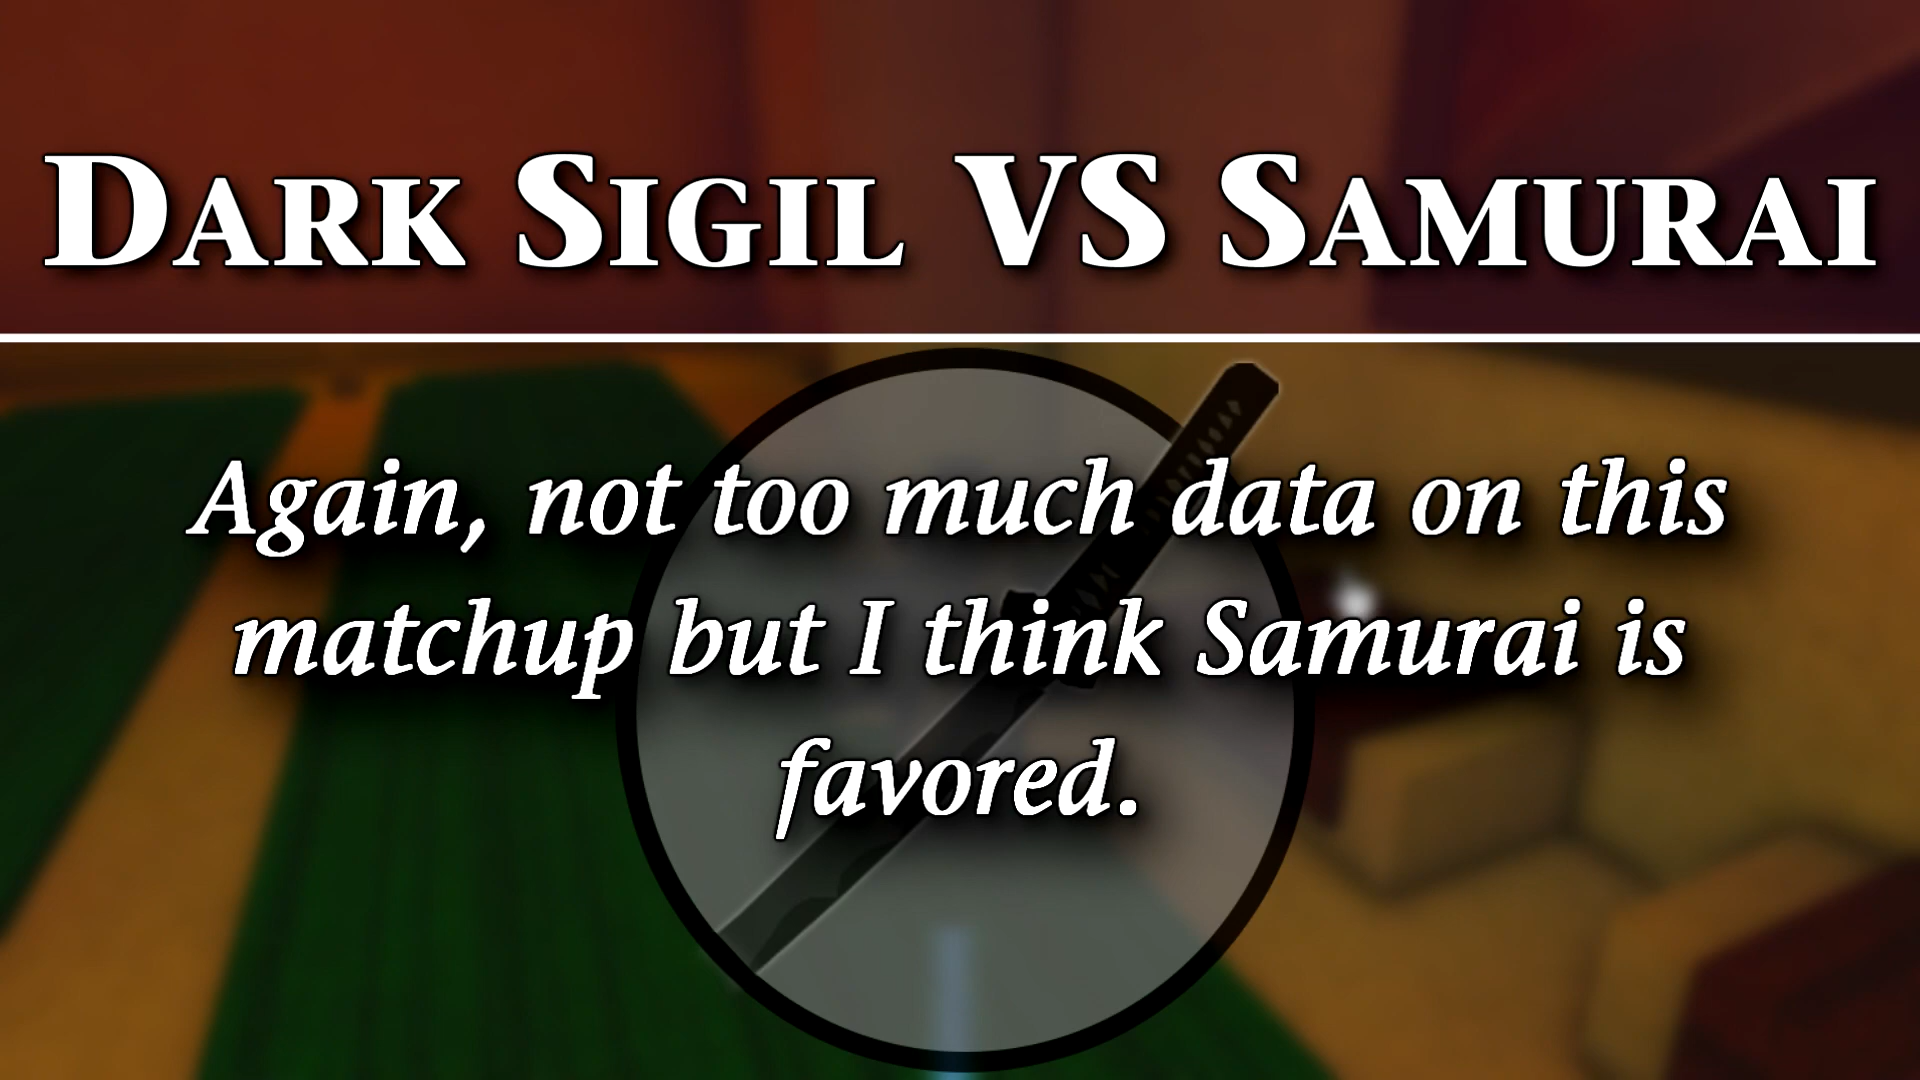 DARK SIGIL VS SAMURAI
Again, not too much data on this
matchup but I think Samurai is
favored.